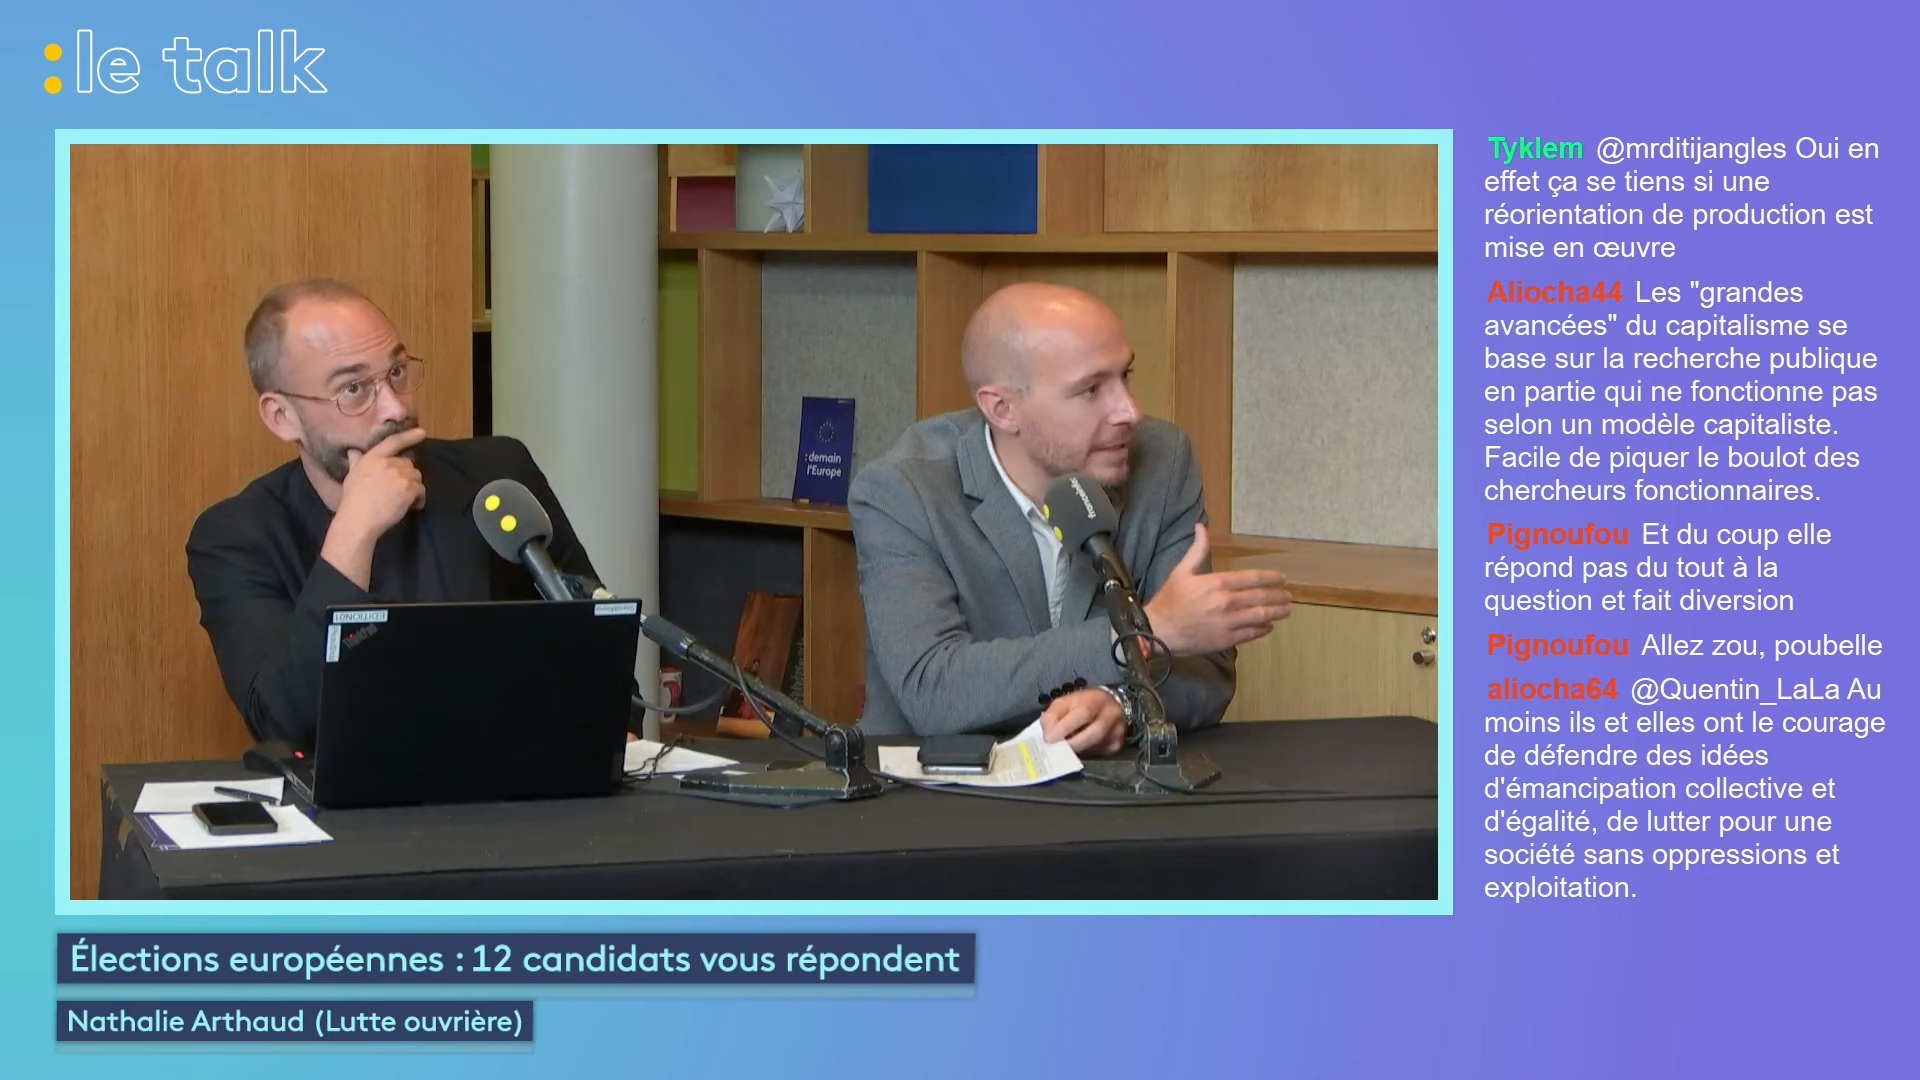 :le talk
Tyklem @mrditijangles Oui en
effet ça se tiens si une
réorientation de production est
mise en œuvre
Aliocha44 Les "grandes
avancées" du capitalisme se
base sur la recherche publique
en partie qui ne fonctionne pas
selon un modèle capitaliste.
Facile de piquer le boulot des
chercheurs fonctionnaires.
Pignoufou Et du coup elle
répond pas du tout à la
question et fait diversion
Pignoufou Allez zou, poubelle
aliocha64 @Quentin_LaLa Au
moins ils et elles ont le courage
de défendre des idées
d'émancipation collective et
d'égalité, de lutter pour une
société sans oppressions et
exploitation.
:demain
l'Europe
franceinfo:
EDITION01
ThinkPad
Élections européennes : 12 candidats vous répondent
Nathalie Arthaud (Lutte ouvrière)